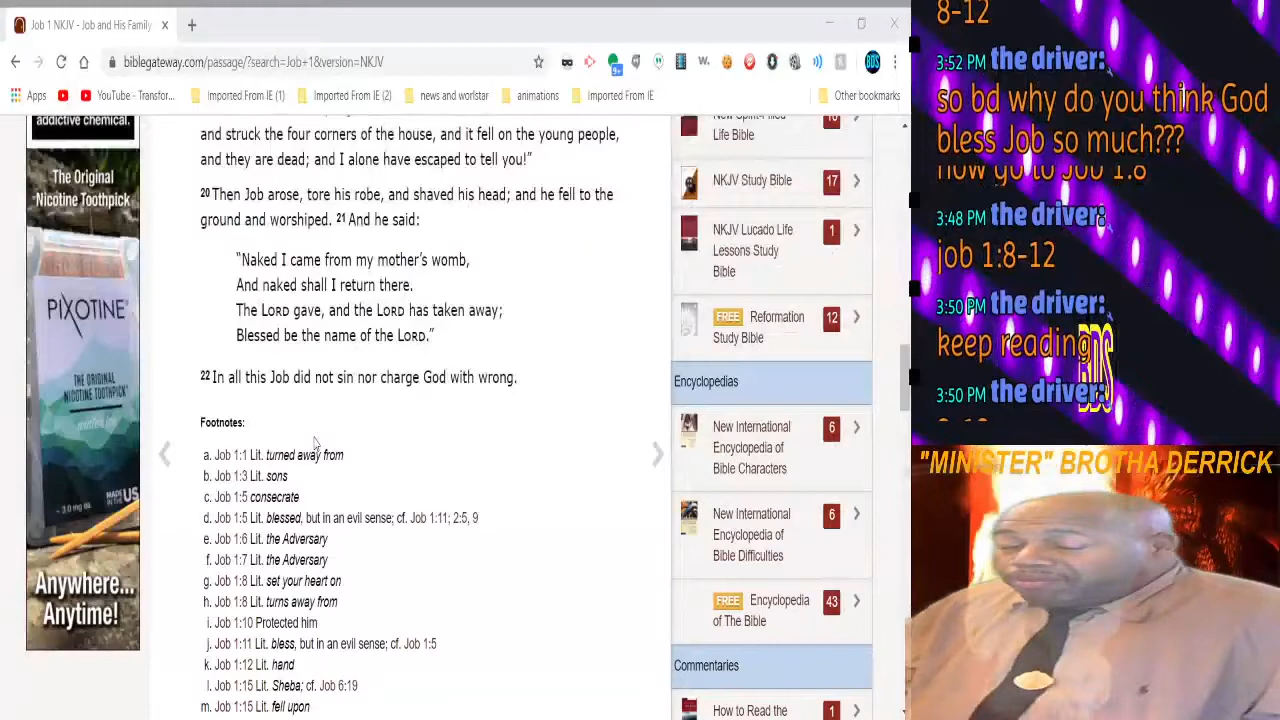 Job 1 NKJV - Job and His Family
biblegateway.com/passage/?search=Job+1&version=NKJV
9+
BDS
Apps
YouTube - Transfor...
Imported From IE (1)
Imported From IE (2)
news and worlstar
animations
Imported From IE
Other bookmarks
addictive chemical.
The Original
Nicotine Toothpick
PIXOTINE
THE ORIGINAL
NICOTINE TOOTHPICK
MADE IN THE US
Anywhere...
Anytime!
and struck the four corners of the house, and it fell on the young people,
and they are dead; and I alone have escaped to tell you!”
20 Then Job arose, tore his robe, and shaved his head; and he fell to the
ground and worshiped. 21 And he said:
“Naked I came from my mother’s womb,
And naked shall I return there.
The LORD gave, and the LORD has taken away;
Blessed be the name of the LORD.”
22 In all this Job did not sin nor charge God with wrong.
Footnotes:
a. Job 1:1 Lit. turned away from
b. Job 1:3 Lit. sons
c. Job 1:5 consecrate
d. Job 1:5 Lit. blessed, but in an evil sense; cf. Job 1:11; 2:5, 9
e. Job 1:6 Lit. the Adversary
f. Job 1:7 Lit. the Adversary
g. Job 1:8 Lit. set your heart on
h. Job 1:8 Lit. turns away from
i. Job 1:10 Protected him
j. Job 1:11 Lit. bless, but in an evil sense; cf. Job 1:5
k. Job 1:12 Lit. hand
l. Job 1:15 Lit. Sheba; cf. Job 6:19
m. Job 1:15 Lit. fell upon
New Spirit-Filled
Life Bible
NKJV Study Bible 17
NKJV Lucado Life 1
Lessons Study
Bible
FREE Reformation 12
Study Bible
Encyclopedias
New International 6
Encyclopedia of
Bible Characters
New International 6
Encyclopedia of
Bible Difficulties
FREE Encyclopedia 43
of The Bible
Commentaries
How to Read the 1
8-12
3:52 PM the driver:
so bd why do you think God
bless Job so much???
now go to Job 1:8
3:48 PM the driver:
job 1:8-12
3:50 PM the driver:
keep reading
BDS
3:50 PM the driver:
"MINISTER" BROTHA DERRICK